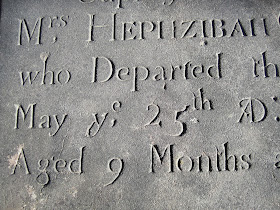 Mrs HEPHZIBAH
who Departed th
May ye 25th AD:
Aged 9 Months a